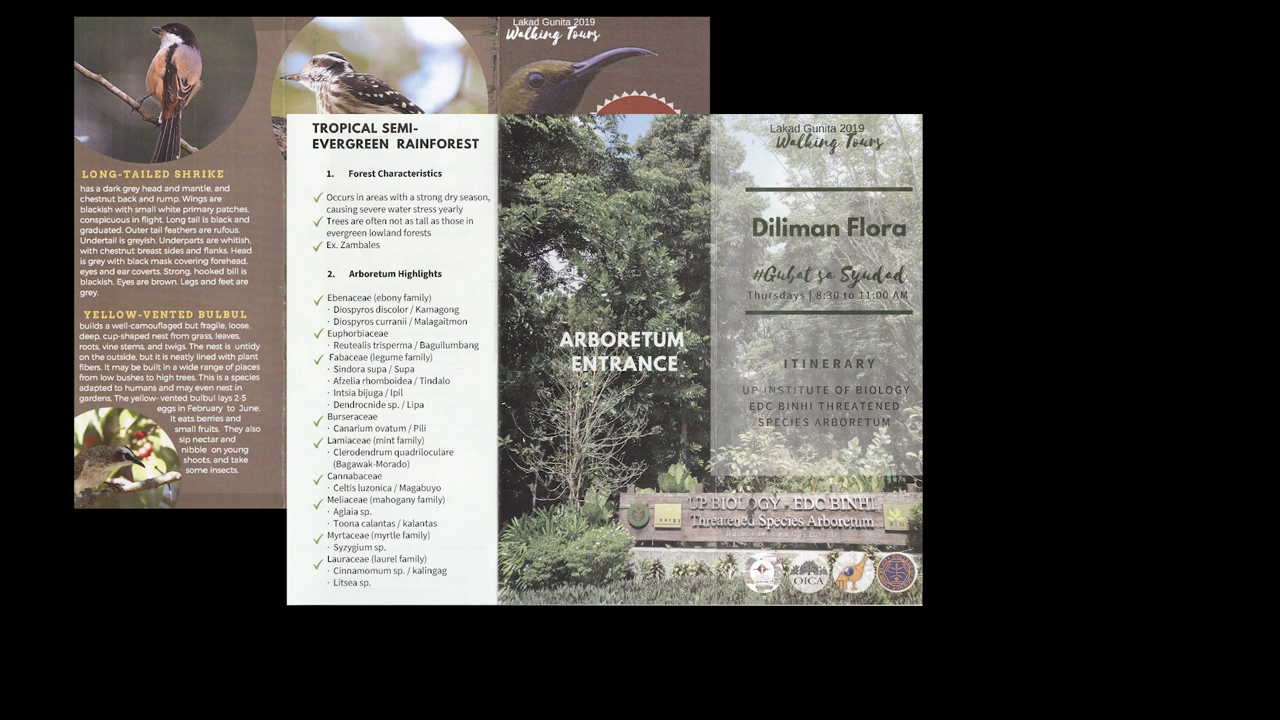 Lakad Gunita 2019
Walking Tours
LONG-TAILED SHRIKE
has a dark grey head and mantle, and
chestnut back and rump. Wings are
blackish with small white primary patches,
conspicuous in flight. Long tail is black and
graduated. Outer tail feathers are rufous.
Undertail is greyish. Underparts are whitish,
with chestnut breast sides and flanks. Head
is grey with black mask covering forehead,
eyes and ear coverts. Strong, hooked bill is
blackish. Eyes are brown. Legs and feet are
grey.
YELLOW-VENTED BULBUL
builds a well-camouflaged but fragile, loose,
deep, cup-shaped nest from grass, leaves,
roots, vine stems, and twigs. The nest is untidy
on the outside, but it is neatly lined with plant
fibers. It may be built in a wide range of places
from low bushes to high trees. This is a species
adapted to humans and may even nest in
gardens. The yellow- vented bulbul lays 2-5
eggs in February to June.
It eats berries and
small fruits. They also
sip nectar and
nibble on young
shoots, and take
some insects.
TROPICAL SEMI-
EVERGREEN RAINFOREST
1. Forest Characteristics
Occurs in areas with a strong dry season,
causing severe water stress yearly
Trees are often not as tall as those in
evergreen lowland forests
Ex. Zambales
2. Arboretum Highlights
Ebenaceae (ebony family)
· Diospyros discolor / Kamagong
· Diospyros curranii / Malagaitmon
Euphorbiaceae
· Reutealis trisperma / Baguilumbang
Fabaceae (legume family)
· Sindora supa / Supa
· Afzelia rhomboidea / Tindalo
· Intsia bijuga / Ipil
· Dendrocnide sp. / Lipa
Burseraceae
· Canarium ovatum / Pili
Lamiaceae (mint family)
· Clerodendrum quadriloculare
(Bagawak-Morado)
Cannabaceae
· Celtis luzonica / Magabuyo
Meliaceae (mahogany family)
· Aglaia sp.
· Toona calantas / kalantas
Myrtaceae (myrtle family)
· Syzygium sp.
Lauraceae (laurel family)
· Cinnamomum sp. / kalingag
· Litsea sp.
ARBORETUM
ENTRANCE
Lakad Gunita 2019
Walking Tours
Diliman Flora
#Gubat sa Syudad
Thursdays | 8:30 to 11:00 AM
ITINERARY
UP INSTITUTE OF BIOLOGY
EDC BINHI THREATENED
SPECIES ARBORETUM
UP BIOLOGY - EDC BINHI
Threatened Species Arboretum
OICA